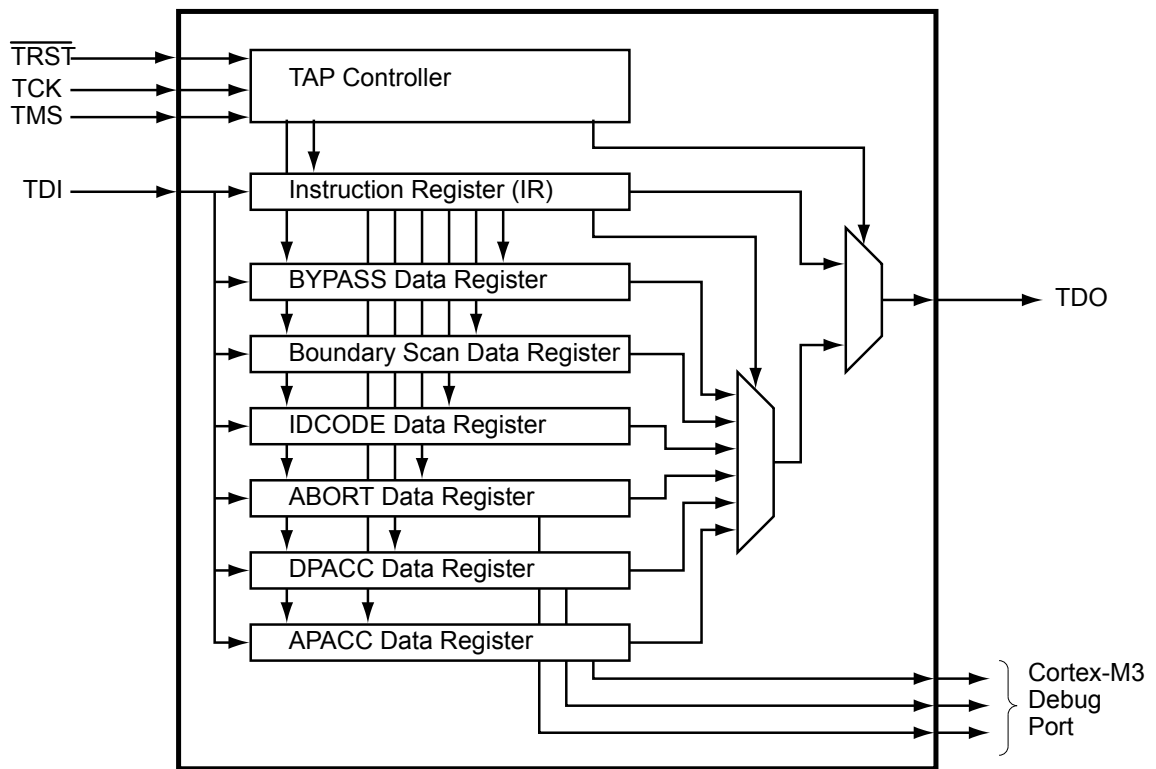 TRST
TCK
TMS
TDI
TAP Controller
Instruction Register (IR)
BYPASS Data Register
Boundary Scan Data Register
IDCODE Data Register
ABORT Data Register
DPACC Data Register
APACC Data Register
TDO
Cortex-M3
Debug
Port